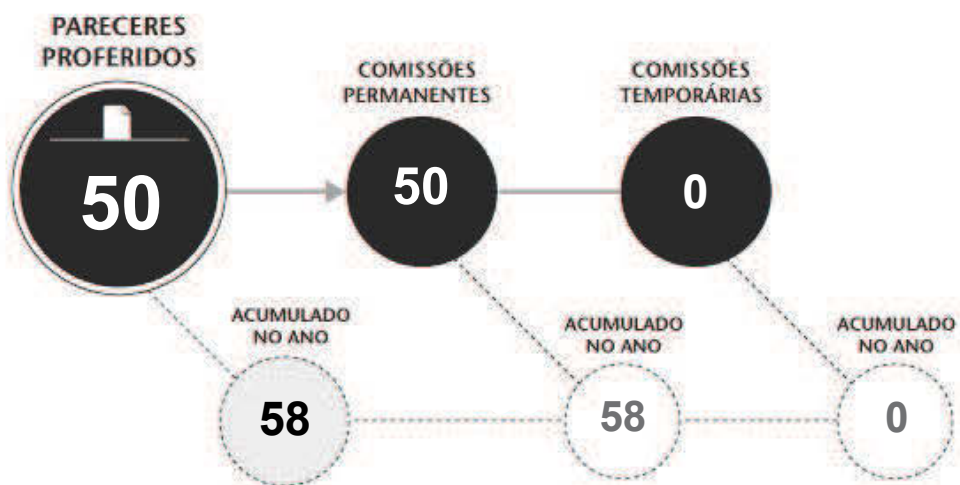 PARECERES
PROFERIDOS
50
COMISSÕES
PERMANENTES
50
COMISSÕES
TEMPORÁRIAS
0
ACUMULADO
NO ANO
58
ACUMULADO
NO ANO
58
ACUMULADO
NO ANO
0